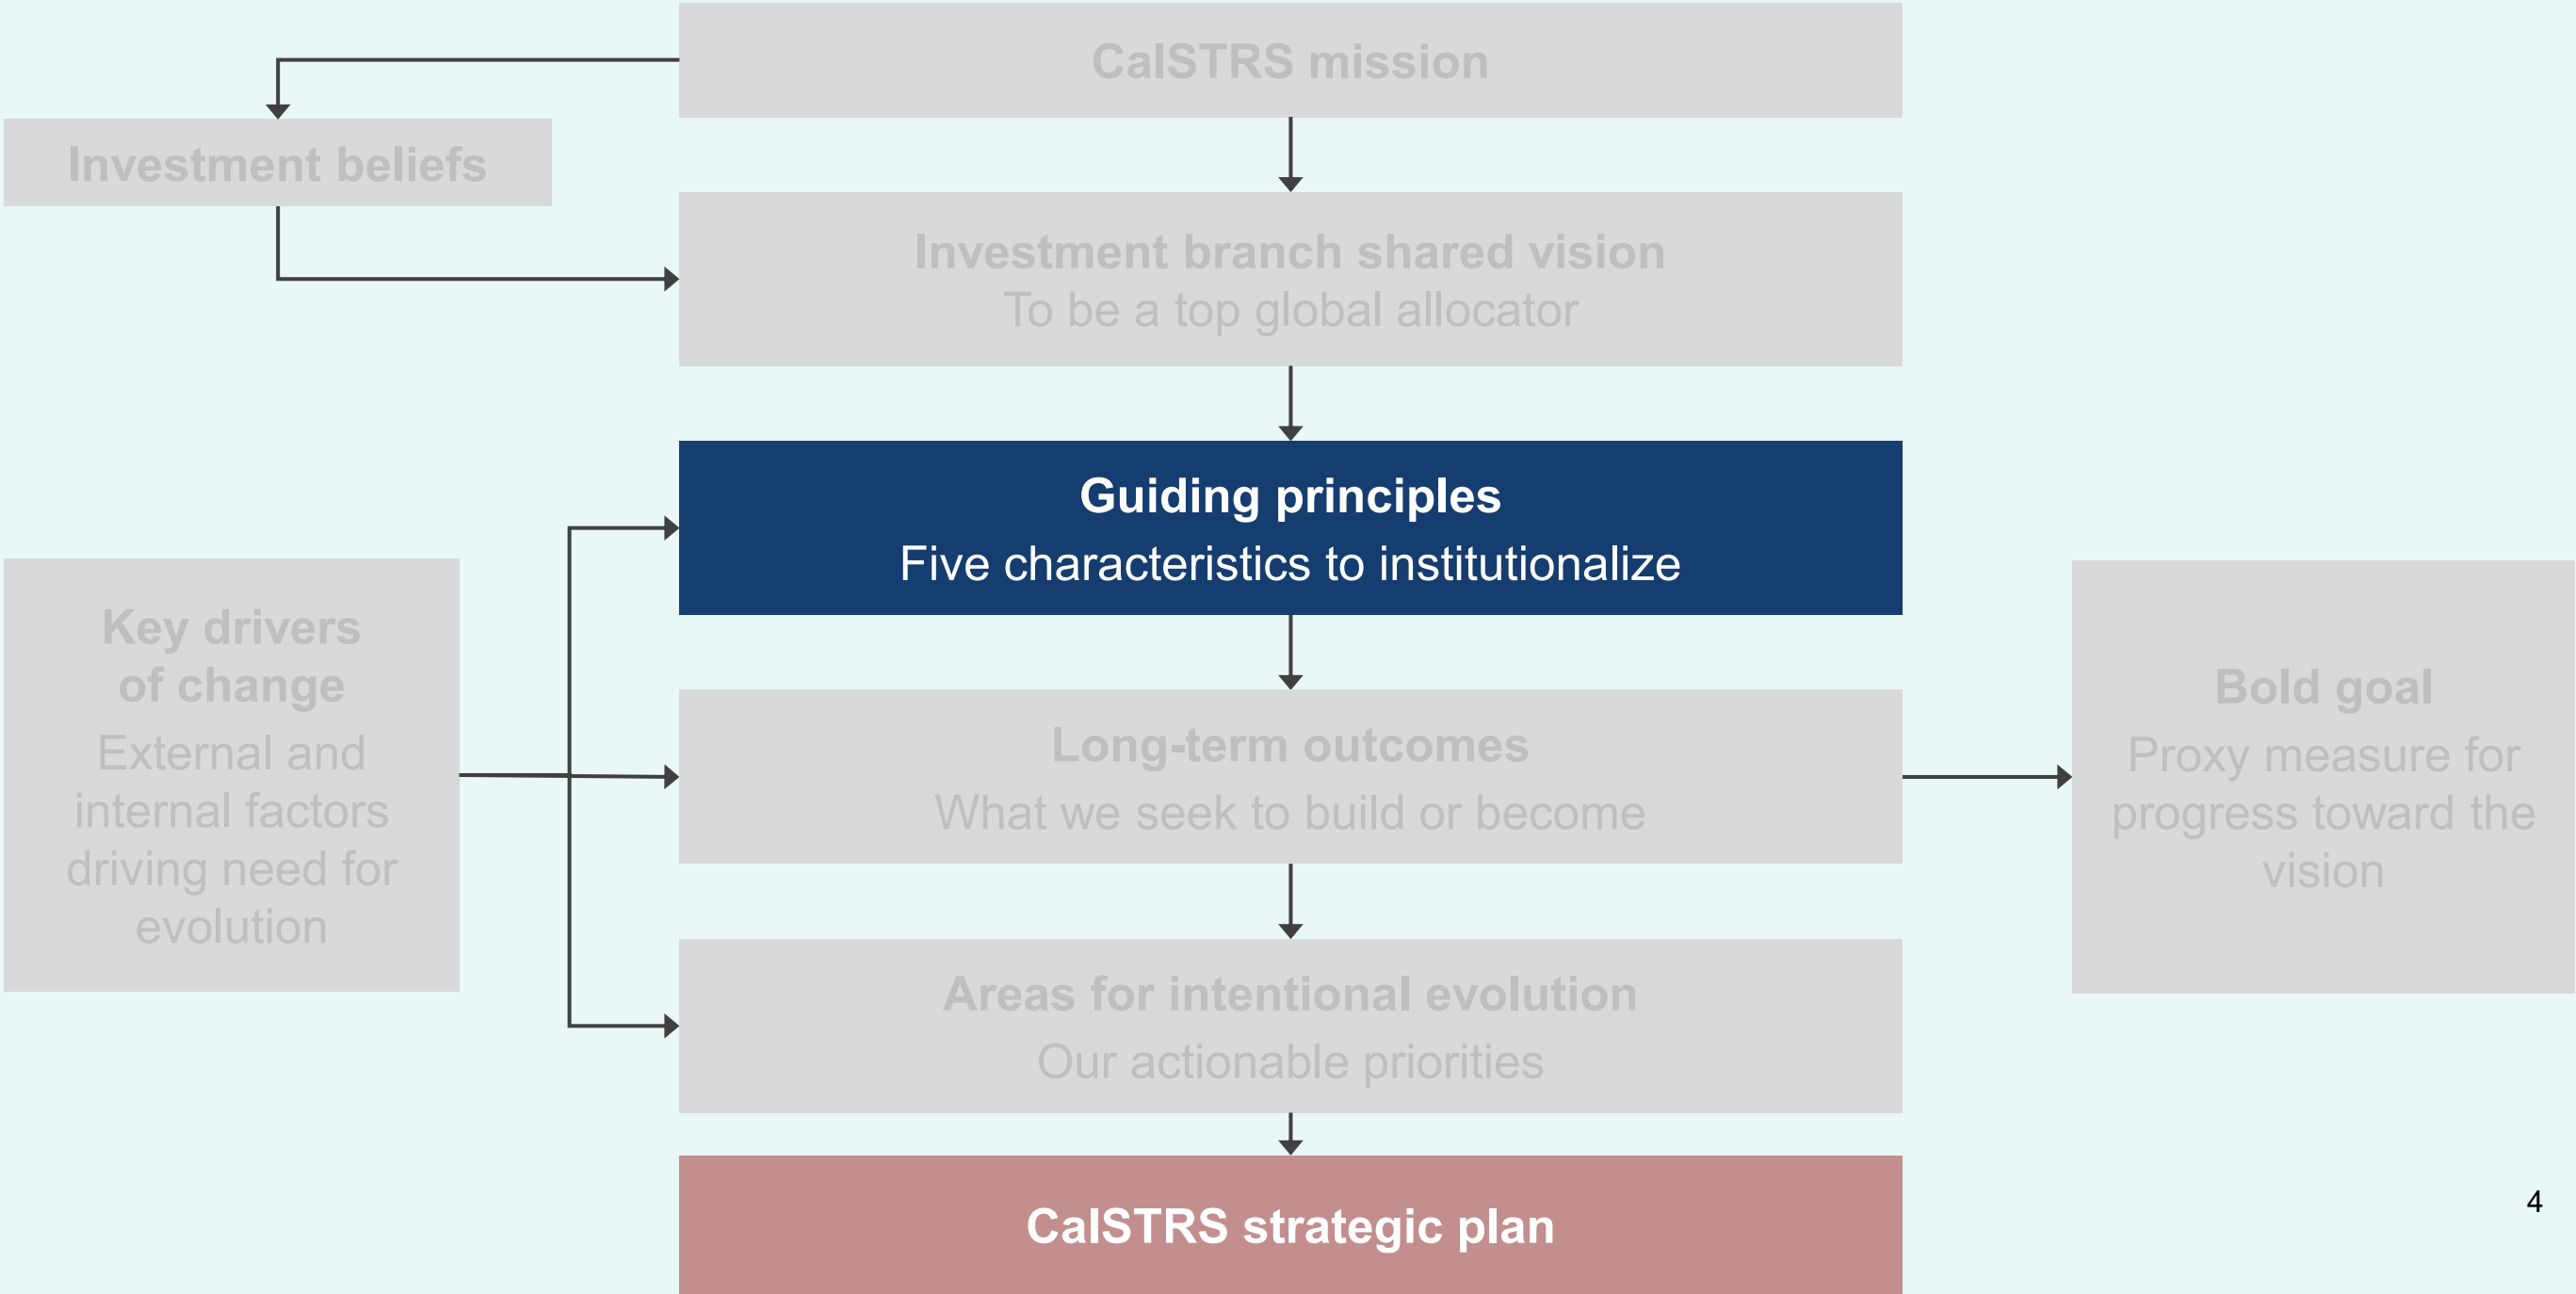 CalSTRS mission
Investment beliefs
Investment branch shared vision
To be a top global allocator
Guiding principles
Five characteristics to institutionalize
Key drivers
of change
External and
internal factors
driving need for
evolution
Long-term outcomes
What we seek to build or become
Bold goal
Proxy measure for
progress toward the
vision
Areas for intentional evolution
Our actionable priorities
CalSTRS strategic plan
4